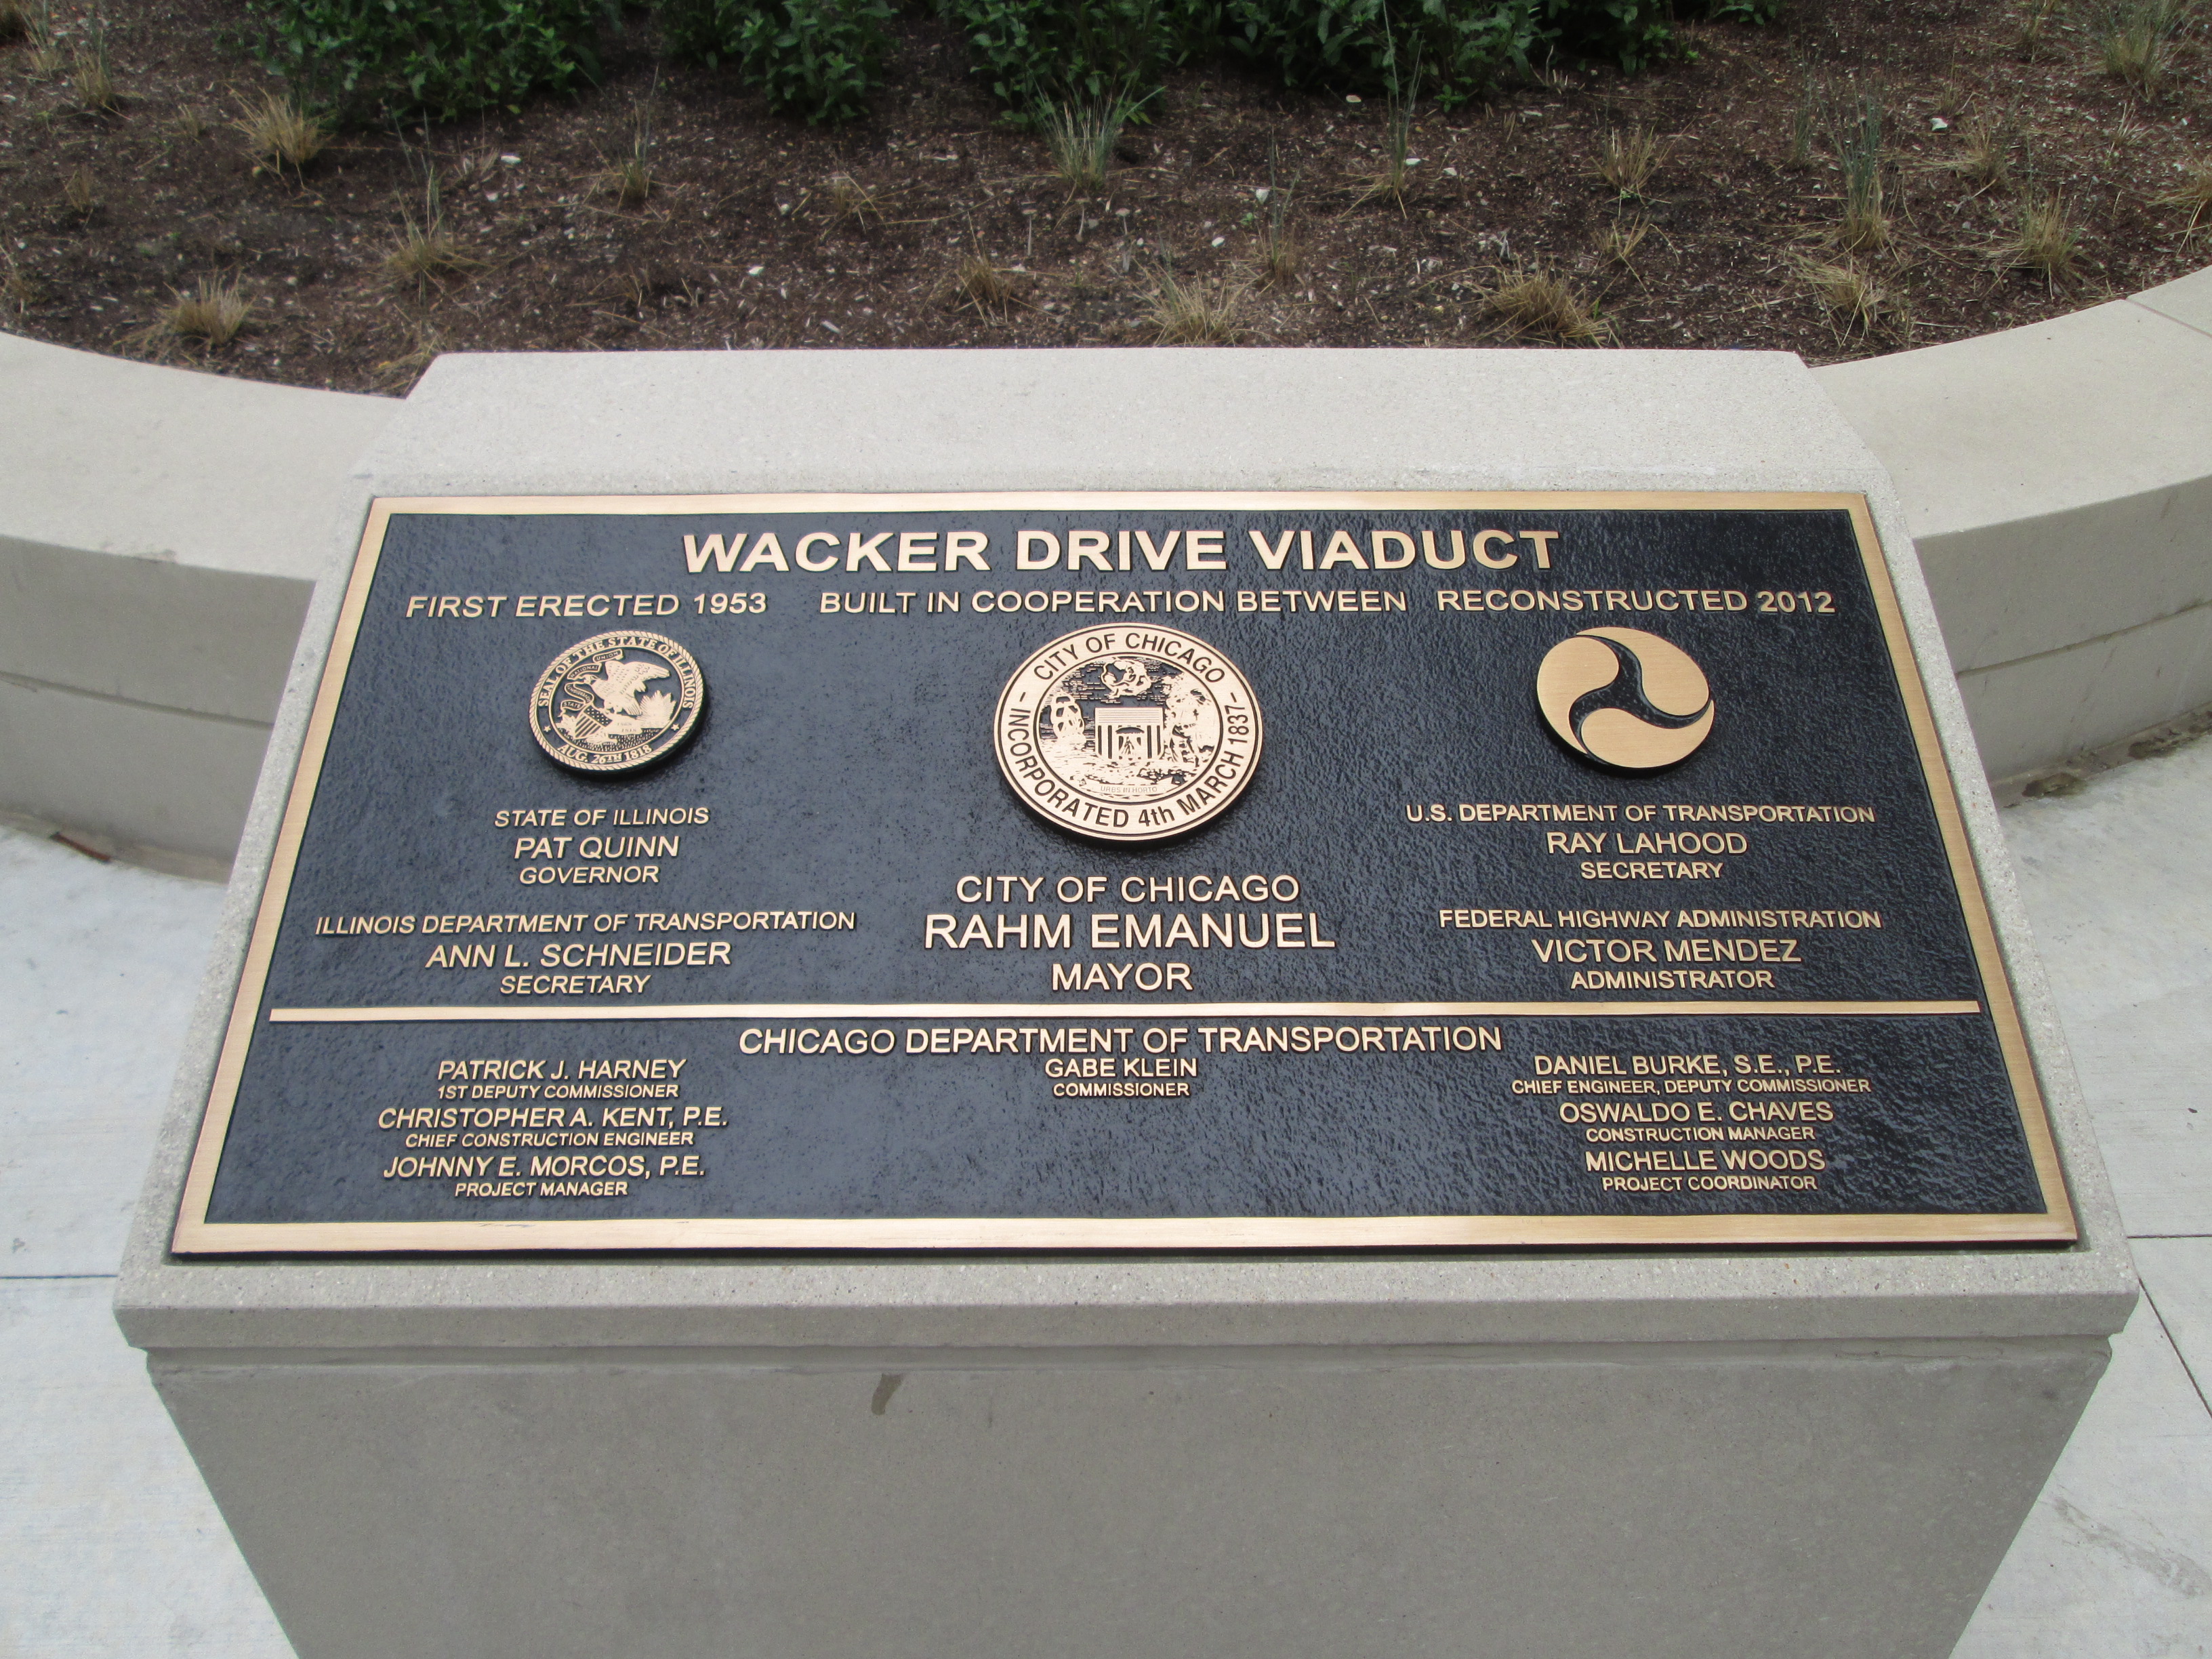 WACKER DRIVE VIADUCT
FIRST ERECTED 1953
BUILT IN COOPERATION BETWEEN
RECONSTRUCTED 2012
SEAL OF THE STATE OF ILLINOIS
AUG. 26TH 1818
STATE OF ILLINOIS
PAT QUINN
GOVERNOR
ILLINOIS DEPARTMENT OF TRANSPORTATION
ANN L. SCHNEIDER
SECRETARY
CITY OF CHICAGO
INCORPORATED 4th MARCH 1837
URBS IN HORTO
CITY OF CHICAGO
RAHM EMANUEL
MAYOR
U.S. DEPARTMENT OF TRANSPORTATION
RAY LAHOOD
SECRETARY
FEDERAL HIGHWAY ADMINISTRATION
VICTOR MENDEZ
ADMINISTRATOR
CHICAGO DEPARTMENT OF TRANSPORTATION
PATRICK J. HARNEY
1ST DEPUTY COMMISSIONER
CHRISTOPHER A. KENT, P.E.
CHIEF CONSTRUCTION ENGINEER
JOHNNY E. MORCOS, P.E.
PROJECT MANAGER
GABE KLEIN
COMMISSIONER
DANIEL BURKE, S.E., P.E.
CHIEF ENGINEER, DEPUTY COMMISSIONER
OSWALDO E. CHAVES
CONSTRUCTION MANAGER
MICHELLE WOODS
PROJECT COORDINATOR